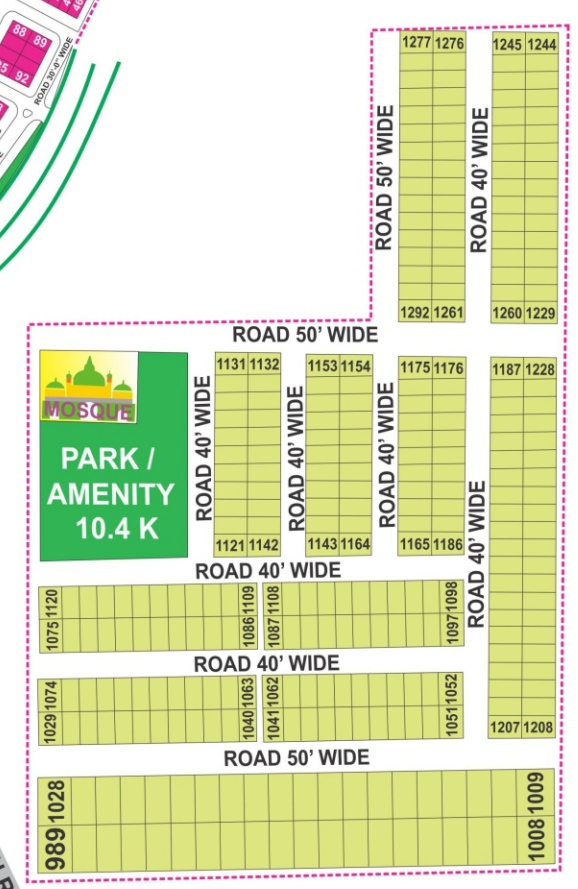 88 89
92
ROAD 30'-0" WIDE
1277 1276
1245 1244
ROAD 50' WIDE
ROAD 40' WIDE
1292 1261
1260 1229
ROAD 50' WIDE
MOSQUE
PARK /
AMENITY
10.4 K
ROAD 40' WIDE
1131 1132
1121 1142
ROAD 40' WIDE
1153 1154
1143 1164
ROAD 40' WIDE
1175 1176
1165 1186
ROAD 40' WIDE
1187 1228
1207 1208
ROAD 40' WIDE
1075 1120
1086 1109
1087 1108
1097 1098
ROAD 40' WIDE
1029 1074
1040 1063
1041 1062
1051 1052
ROAD 50' WIDE
989 1028
1008 1009